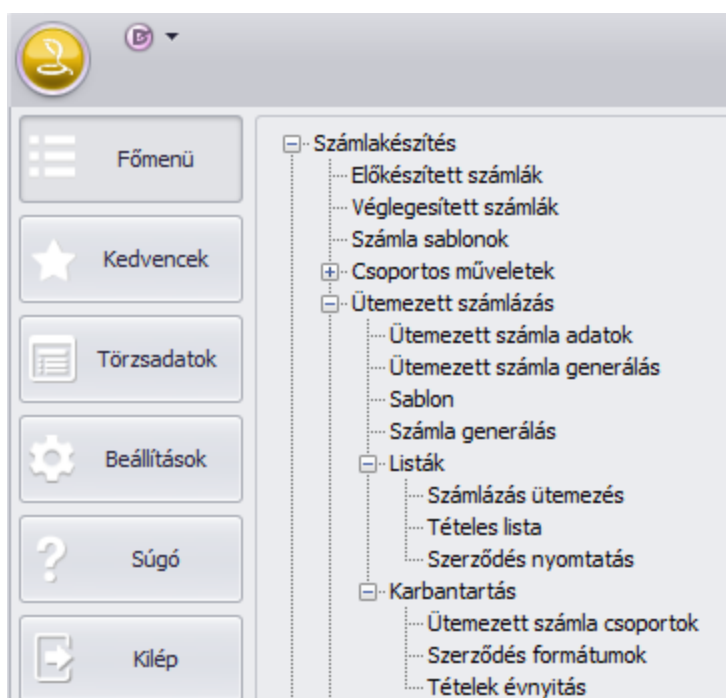 Főmenü
Kedvencek
Törzsadatok
Beállítások
Súgó
Kilép
Számlakészítés
Előkészített számlák
Véglegesített számlák
Számla sablonok
Csoportos műveletek
Ütemezett számlázás
Ütemezett számla adatok
Ütemezett számla generálás
Sablon
Számla generálás
Listák
Számlázás ütemezés
Tételes lista
Szerződés nyomtatás
Karbantartás
Ütemezett számla csoportok
Szerződés formátumok
Tételek évnyitás